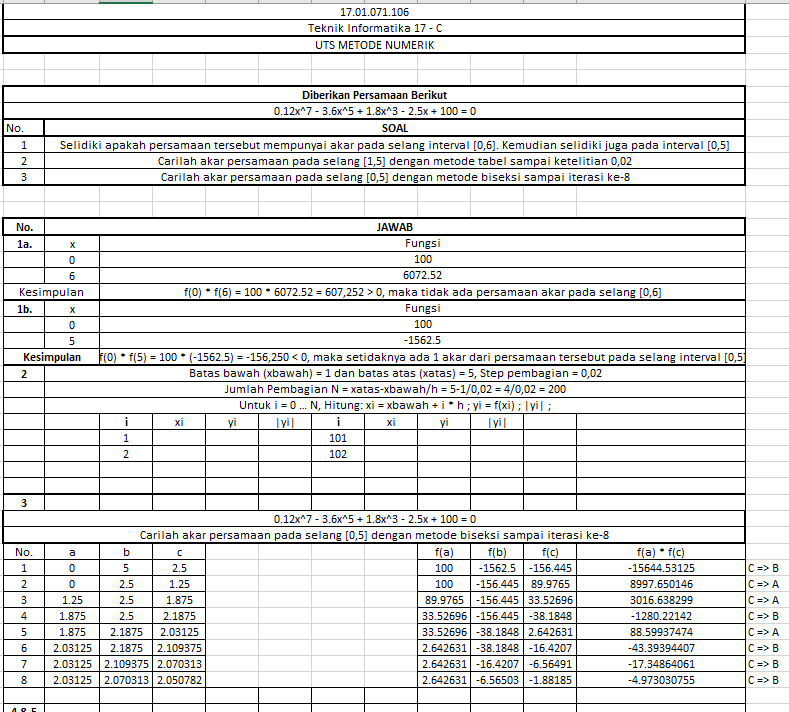 17.01.071.106
Teknik Informatika 17 - C
UTS METODE NUMERIK
Diberikan Persamaan Berikut
0.12x^7 - 3.6x^5 + 1.8x^3 - 2.5x + 100 = 0
No. SOAL
1 Selidiki apakah persamaan tersebut mempunyai akar pada selang interval [0,6]. Kemudian selidiki juga pada interval [0,5]
2 Carilah akar persamaan pada selang [1,5] dengan metode tabel sampai ketelitian 0,02
3 Carilah akar persamaan pada selang [0,5] dengan metode biseksi sampai iterasi ke-8
No. JAWAB
1a. x Fungsi
0 100
6 6072.52
Kesimpulan f(0) * f(6) = 100 * 6072.52 = 607,252 > 0, maka tidak ada persamaan akar pada selang [0,6]
1b. x Fungsi
0 100
5 -1562.5
Kesimpulan f(0) * f(5) = 100 * (-1562.5) = -156,250 < 0, maka setidaknya ada 1 akar dari persamaan tersebut pada selang interval [0,5]
2 Batas bawah (xbawah) = 1 dan batas atas (xatas) = 5, Step pembagian = 0,02
Jumlah Pembagian N = xatas-xbawah/h = 5-1/0,02 = 4/0,02 = 200
Untuk i = 0 ... N, Hitung: xi = xbawah + i * h ; yi = f(xi) ; |yi| ;
i xi yi |yi| i xi yi |yi|
1 101
2 102
3
0.12x^7 - 3.6x^5 + 1.8x^3 - 2.5x + 100 = 0
Carilah akar persamaan pada selang [0,5] dengan metode biseksi sampai iterasi ke-8
No. a b c f(a) f(b) f(c) f(a) * f(c)
1 0 5 2.5 100 -1562.5 -156.445 -15644.53125 C => B
2 0 2.5 1.25 100 -156.445 89.9765 8997.650146 C => A
3 1.25 2.5 1.875 89.9765 -156.445 33.52696 3016.638299 C => A
4 1.875 2.5 2.1875 33.52696 -156.445 -38.1848 -1280.22142 C => B
5 1.875 2.1875 2.03125 33.52696 -38.1848 2.642631 88.59937474 C => A
6 2.03125 2.1875 2.109375 2.642631 -38.1848 -16.4207 -43.39394407 C => B
7 2.03125 2.109375 2.070313 2.642631 -16.4207 -6.56491 -17.34864061 C => B
8 2.03125 2.070313 2.050782 2.642631 -6.56503 -1.88185 -4.973030755 C => B